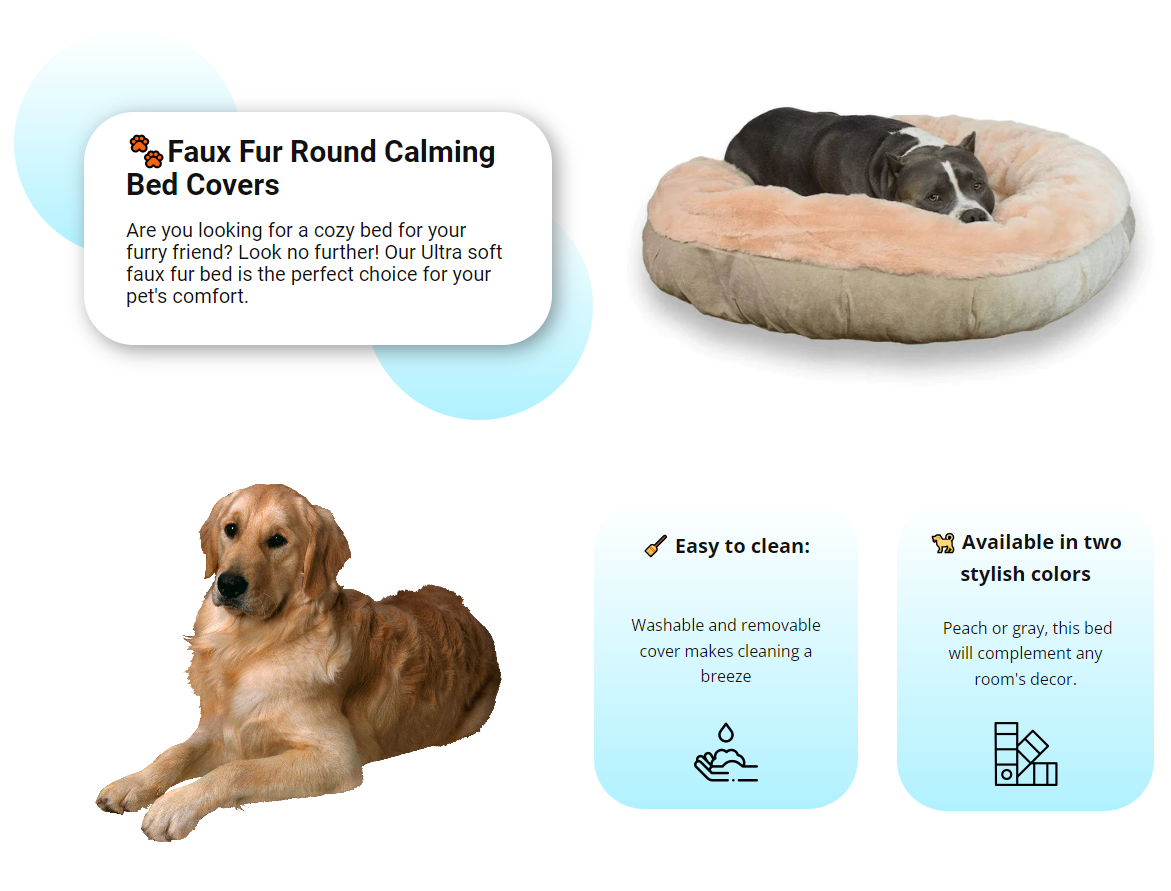 Faux Fur Round Calming
Bed Covers
Are you looking for a cozy bed for your
furry friend? Look no further! Our Ultra soft
faux fur bed is the perfect choice for your
pet's comfort.
Easy to clean:
Washable and removable
cover makes cleaning a
breeze
Available in two
stylish colors
Peach or gray, this bed
will complement any
room's decor.